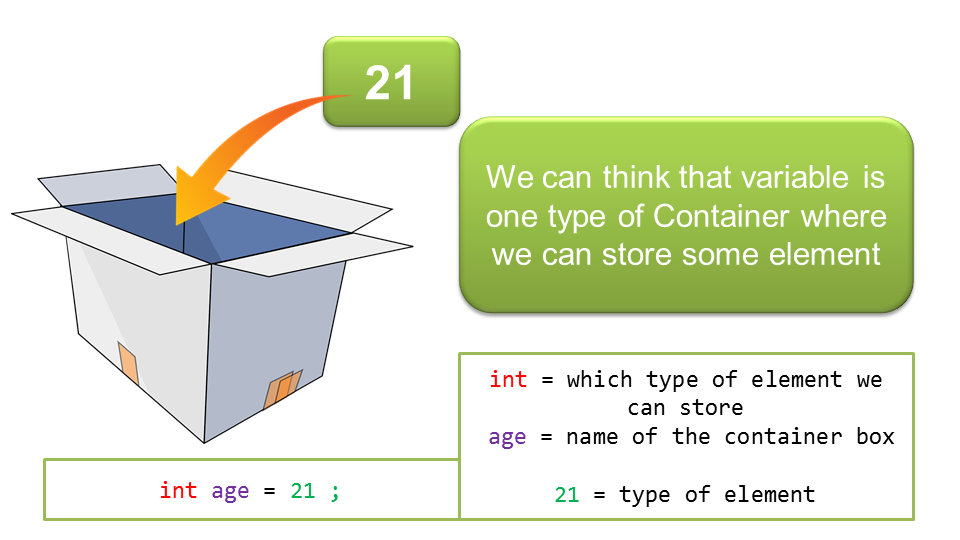 21
We can think that variable is
one type of Container where
we can store some element
int = which type of element we
can store
age = name of the container box
21 = type of element
int age = 21 ;